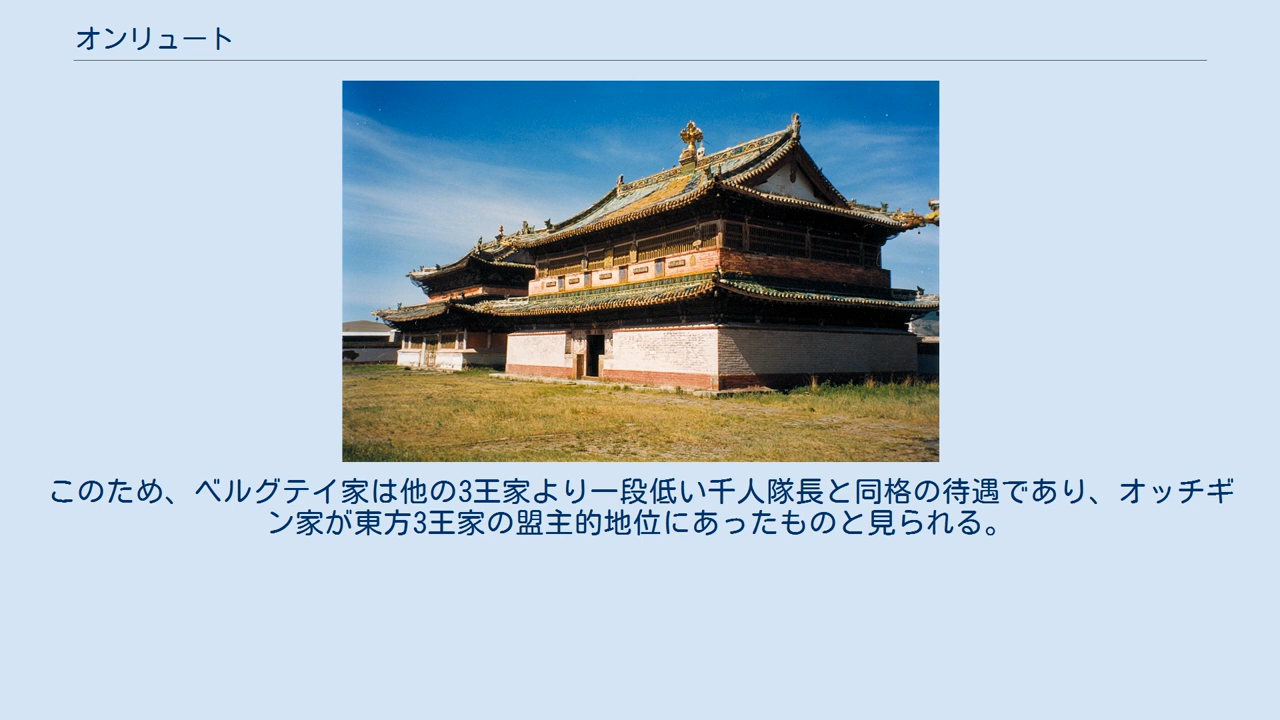 オンリュート
このため、ベルグテイ家は他の3王家より一段低い千人隊長と同格の待遇であり、オッチギ
ン家が東方3王家の盟主的地位にあったものと見られる。